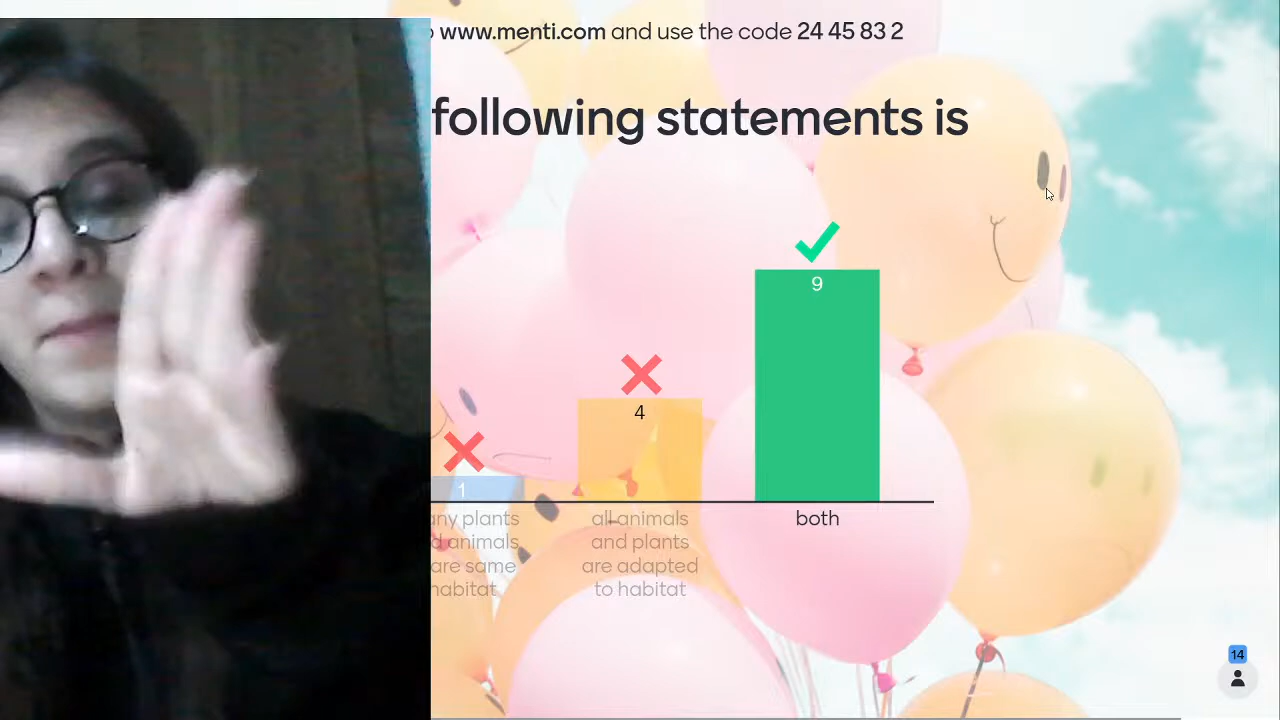 www.menti.com and use the code 24 45 83 2
following statements is
9
4
1
plants
animals
are same
habitat
all animals
and plants
are adapted
to habitat
both
14